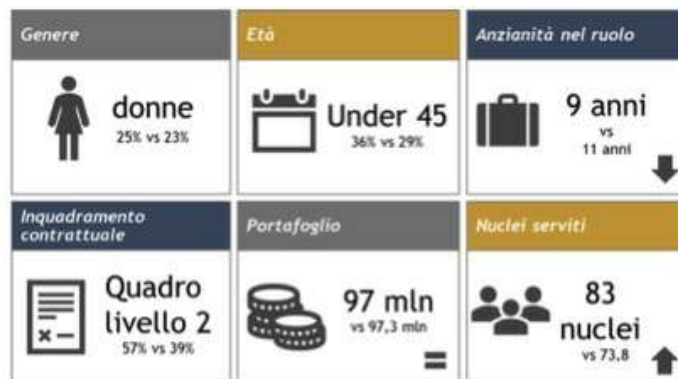 Genere
donne
25% vs 23%
Età
Under 45
36% vs 29%
Anzianità nel ruolo
9 anni
vs
11 anni
Inquadramento
contrattuale
Quadro
livello 2
57% vs 39%
Portafoglio
97 mln
vs 97,3 mln
Nuclei serviti
83
nuclei
vs 73,8